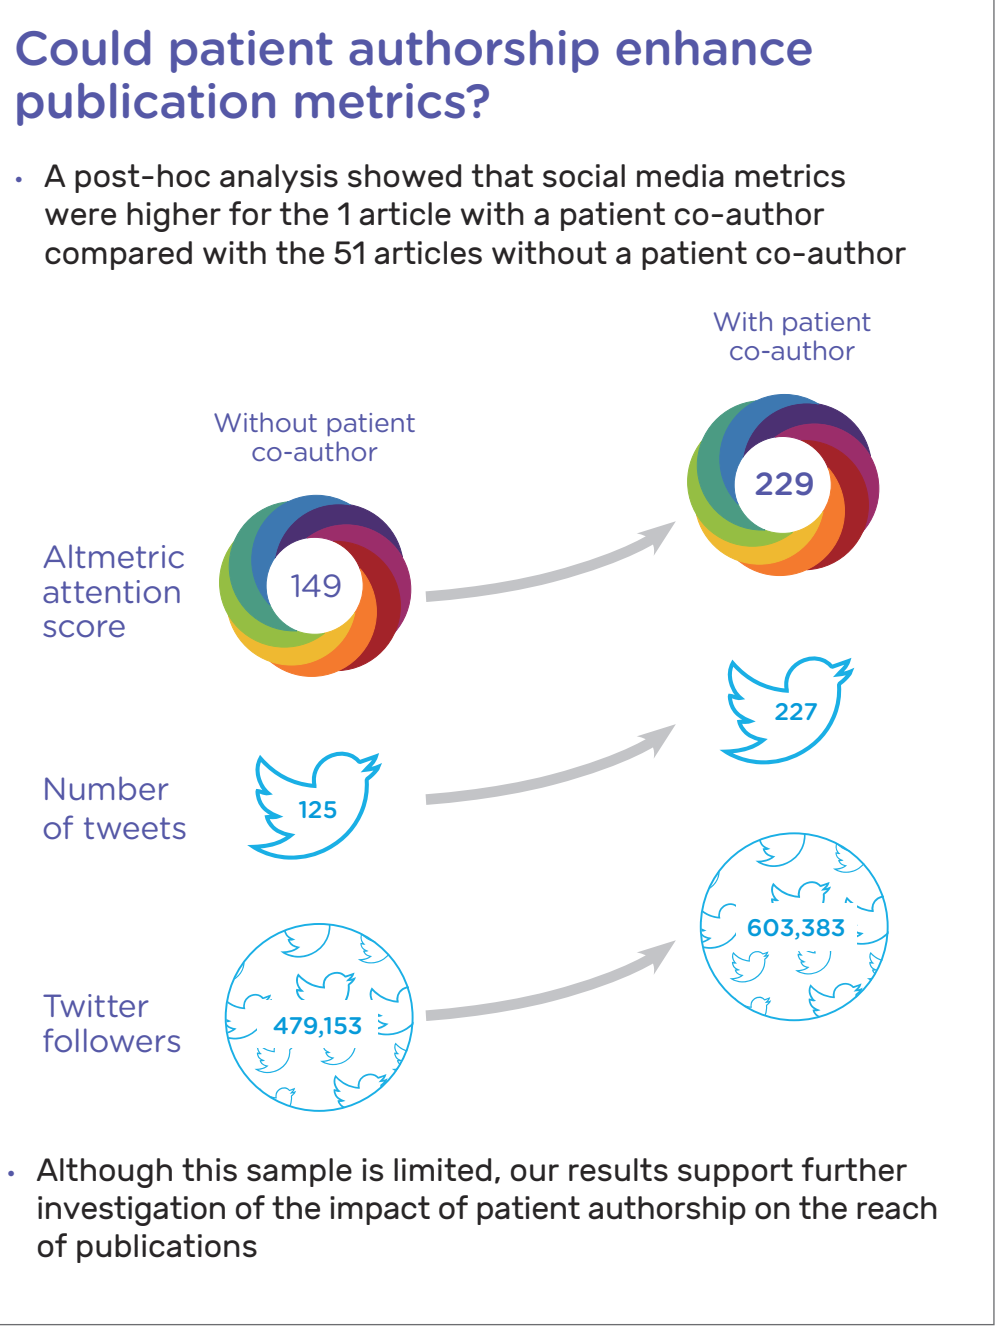 Could patient authorship enhance
publication metrics?
• A post-hoc analysis showed that social media metrics
were higher for the 1 article with a patient co-author
compared with the 51 articles without a patient co-author
With patient
co-author
Without patient
co-author
229
Altmetric
attention
score
149
227
Number
of tweets
125
603,383
Twitter
followers
479,153
• Although this sample is limited, our results support further
investigation of the impact of patient authorship on the reach
of publications